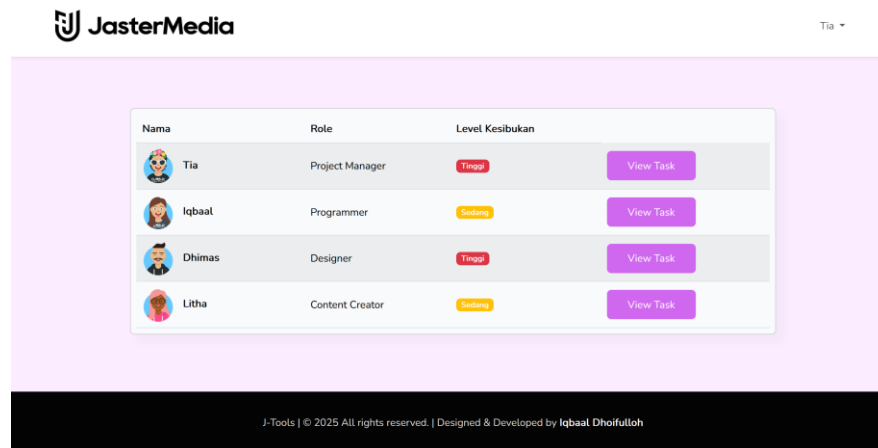 JasterMedia
Tia
Nama Role Level Kesibukan
Tia Project Manager Tinggi View Task
Iqbaal Programmer Sedang View Task
Dhimas Designer Tinggi View Task
Litha Content Creator Sedang View Task
J-Tools | © 2025 All rights reserved. | Designed & Developed by Iqbaal Dhoifulloh